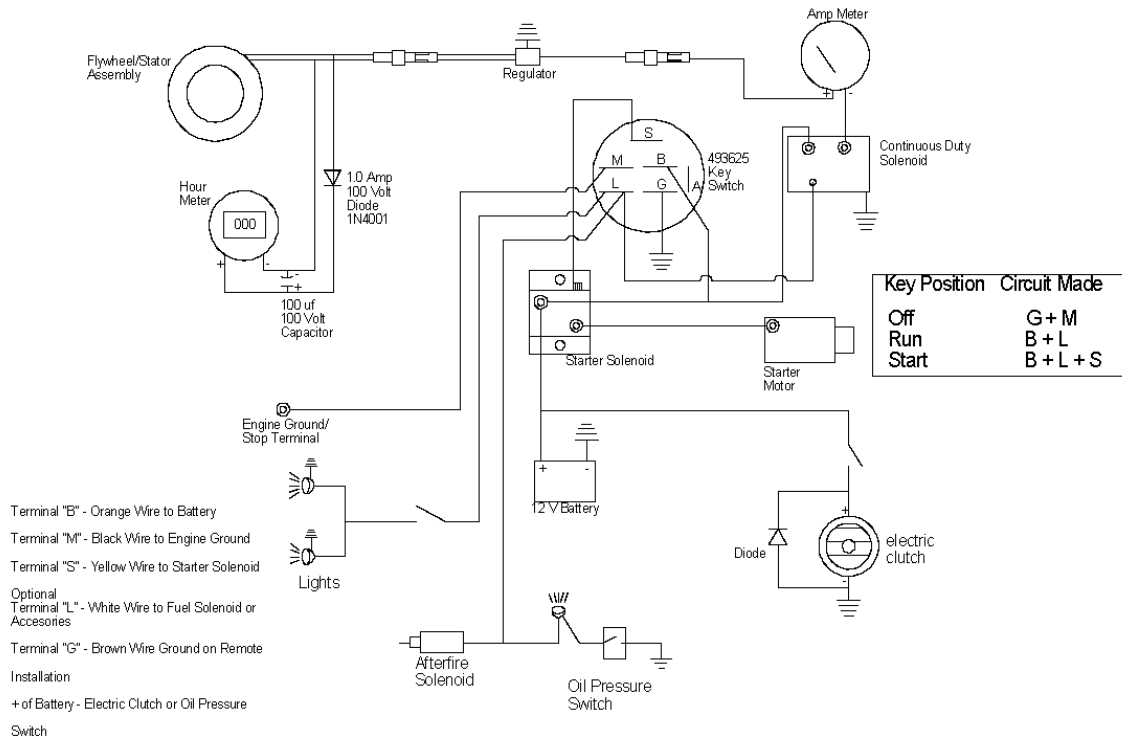 Amp Meter
Flywheel/Stator
Assembly
Regulator
+ -
S
M B
L G A
493625
Key
Switch
Continuous Duty
Solenoid
Hour
Meter
000
+ -
1.0 Amp
100 Volt
Diode
1N4001
-
+
100 uf
100 Volt
Capacitor
Key Position Circuit Made
Off G + M
Run B + L
Start B + L + S
Starter Solenoid
Starter
Motor
Engine Ground/
Stop Terminal
+ -
12 V Battery
Lights
Diode
+
-
electric
clutch
Afterfire
Solenoid
Oil Pressure
Switch
Terminal "B" - Orange Wire to Battery
Terminal "M" - Black Wire to Engine Ground
Terminal "S" - Yellow Wire to Starter Solenoid
Optional
Terminal "L" - White Wire to Fuel Solenoid or
Accesories
Terminal "G" - Brown Wire Ground on Remote
Installation
+ of Battery - Electric Clutch or Oil Pressure
Switch